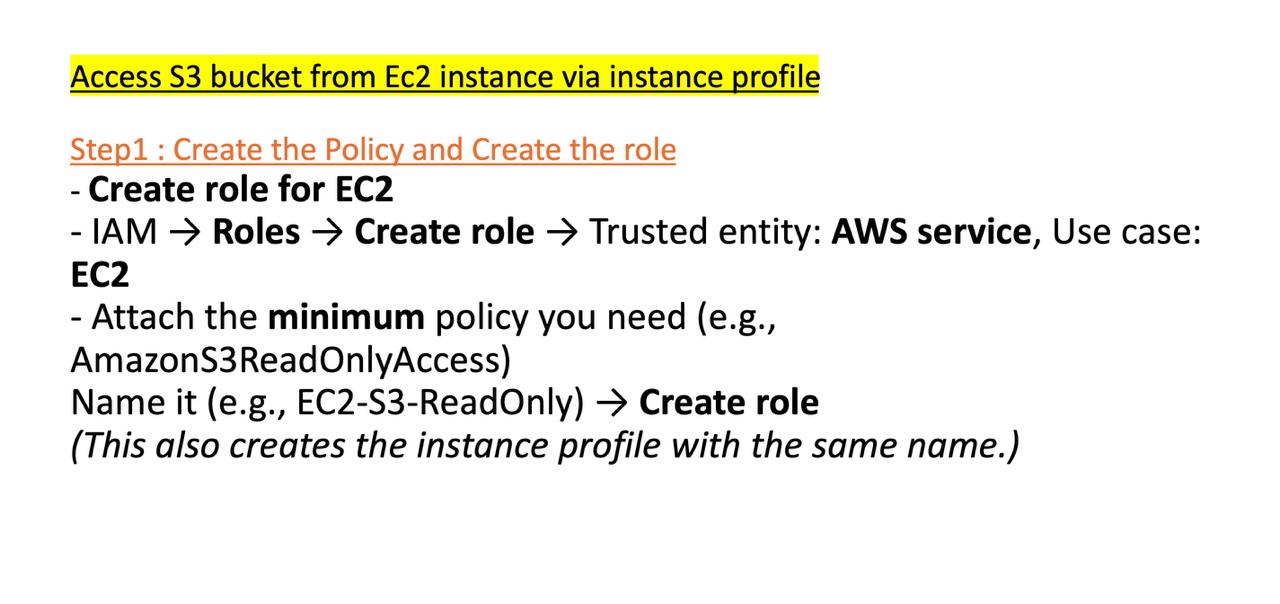 Access S3 bucket from Ec2 instance via instance profile
Step1 : Create the Policy and Create the role
- Create role for EC2
- IAM → Roles → Create role → Trusted entity: AWS service, Use case:
EC2
- Attach the minimum policy you need (e.g.,
AmazonS3ReadOnlyAccess)
Name it (e.g., EC2-S3-ReadOnly) → Create role
(This also creates the instance profile with the same name.)